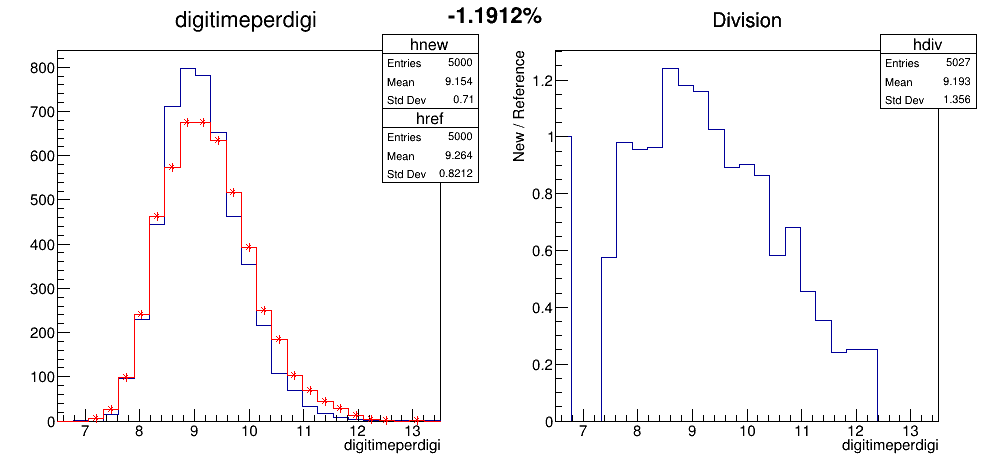 -1.1912%
digitimeperdigi
hnew
Entries 5000
Mean 9.154
Std Dev 0.71
href
Entries 5000
Mean 9.264
Std Dev 0.8212
800
700
600
500
400
300
200
100
0
7 8 9 10 11 12 13
digitimeperdigi
Division
hdiv
Entries 5027
Mean 9.193
Std Dev 1.356
New / Reference
1.2
1
0.8
0.6
0.4
0.2
0
7 8 9 10 11 12 13
digitimeperdigi